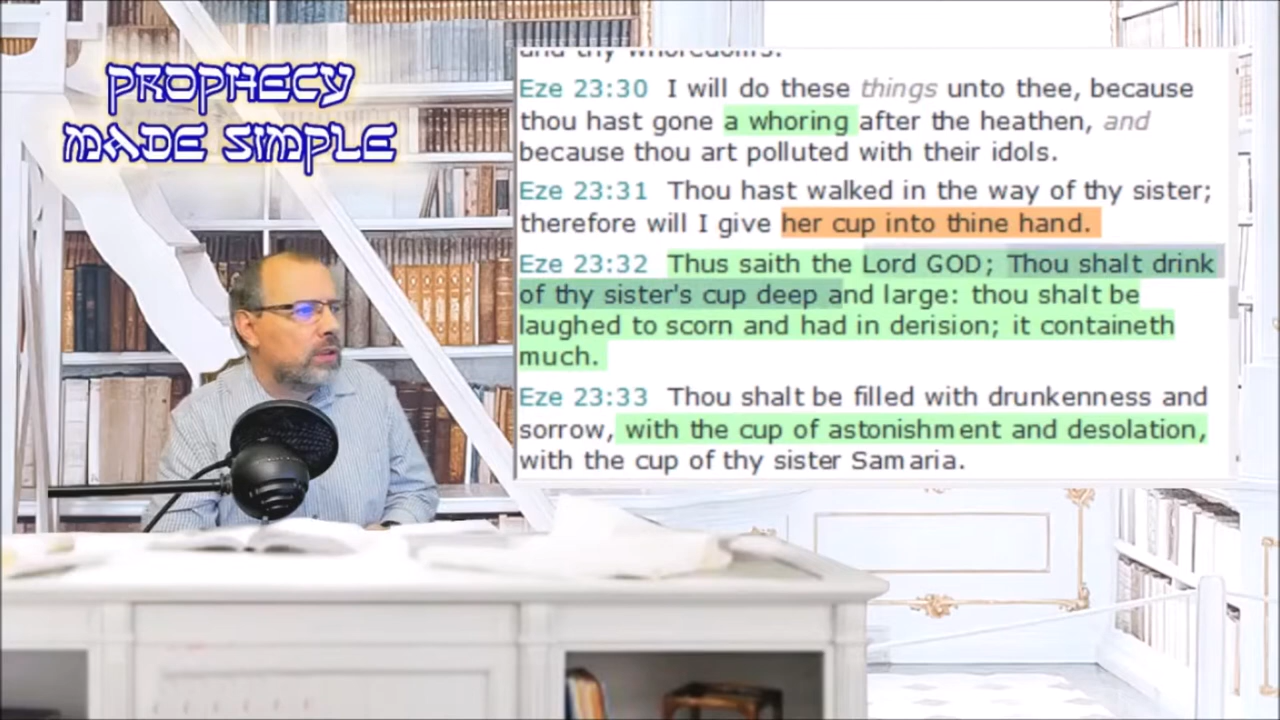 PROPHECY
MADE SIMPLE
and thy whoredoms.
Eze 23:30 I will do these things unto thee, because
thou hast gone a whoring after the heathen, and
because thou art polluted with their idols.
Eze 23:31 Thou hast walked in the way of thy sister;
therefore will I give her cup into thine hand.
Eze 23:32 Thus saith the Lord GOD; Thou shalt drink
of thy sister's cup deep and large: thou shalt be
laughed to scorn and had in derision; it containeth
much.
Eze 23:33 Thou shalt be filled with drunkenness and
sorrow, with the cup of astonishment and desolation,
with the cup of thy sister Samaria.